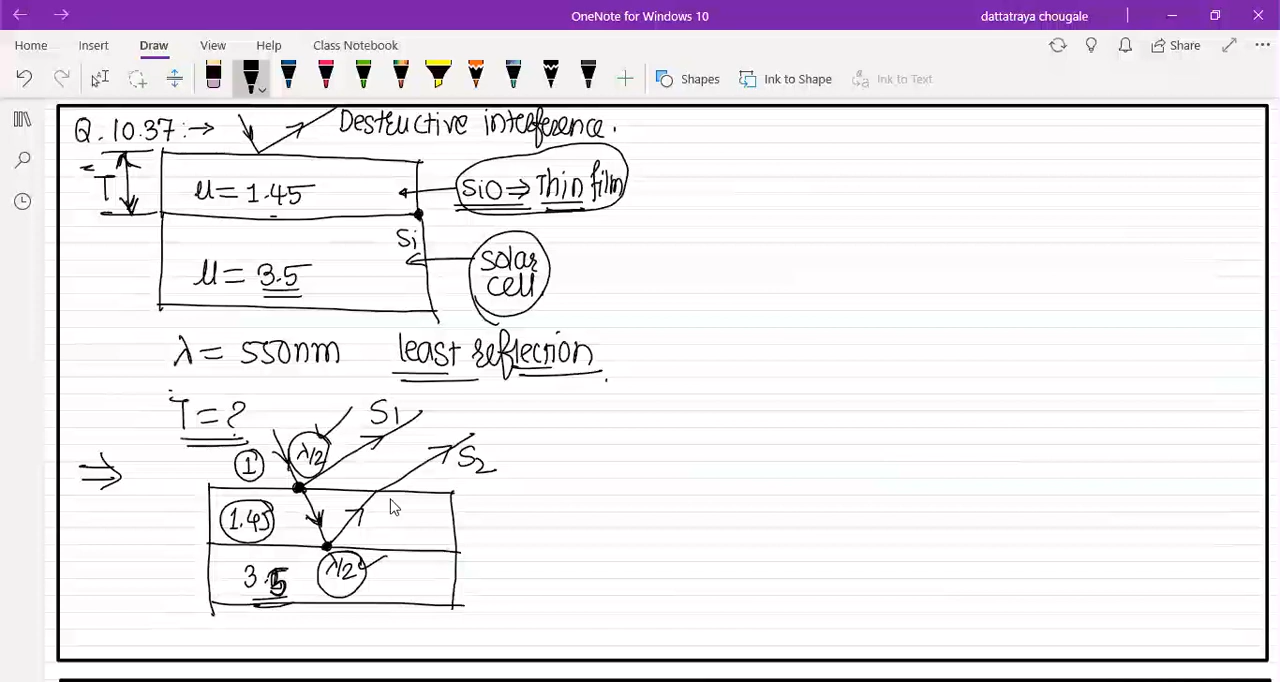 OneNote for Windows 10
dattatraya chougale
Home Insert Draw View Help Class Notebook
Share
Shapes Ink to Shape Ink to Text
Q. 10.37:→ Destructive interference.
T μ = 1.45 SiO ⇒ Thin film
Si
μ = 3.5 solar
cell
λ = 550nm least reflection.
T = ?
S1
① λ/2 S2
⇒
1.45
3.5 λ/2